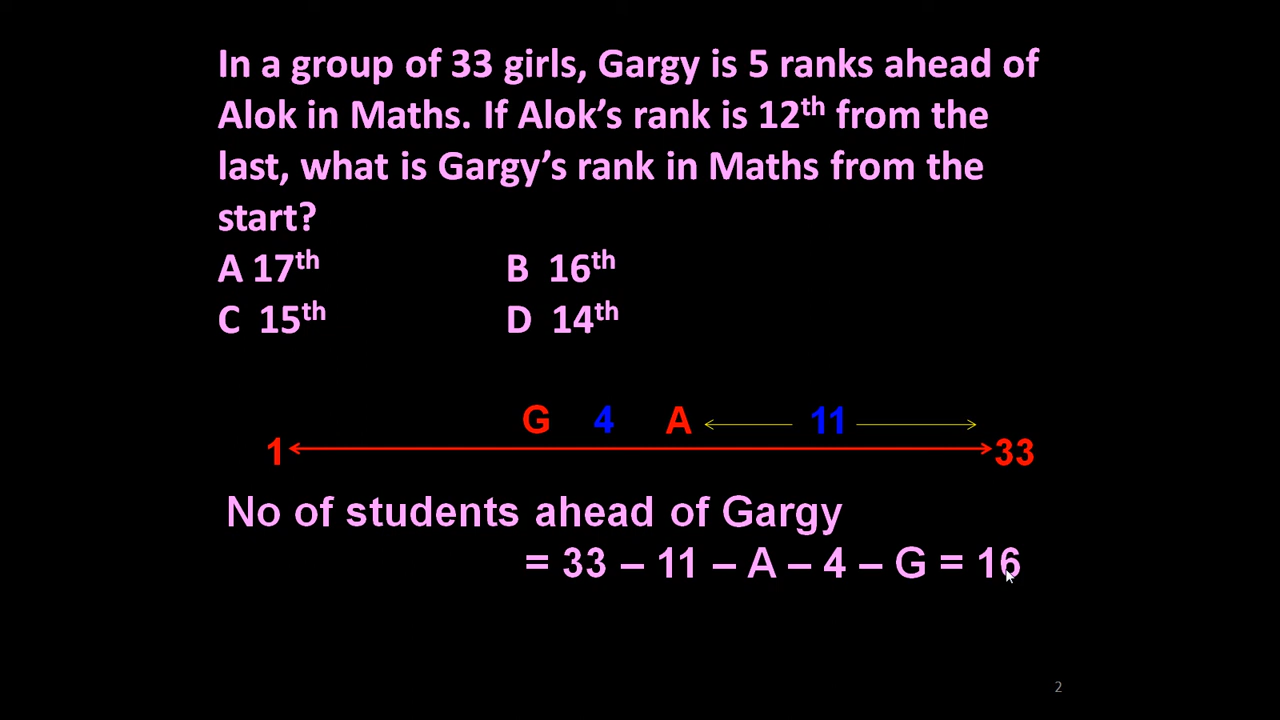 In a group of 33 girls, Gargy is 5 ranks ahead of
Alok in Maths. If Alok’s rank is 12th from the
last, what is Gargy’s rank in Maths from the
start?
A 17th B 16th
C 15th D 14th
G 4 A 11
1 33
No of students ahead of Gargy
= 33 – 11 – A – 4 – G = 16
2